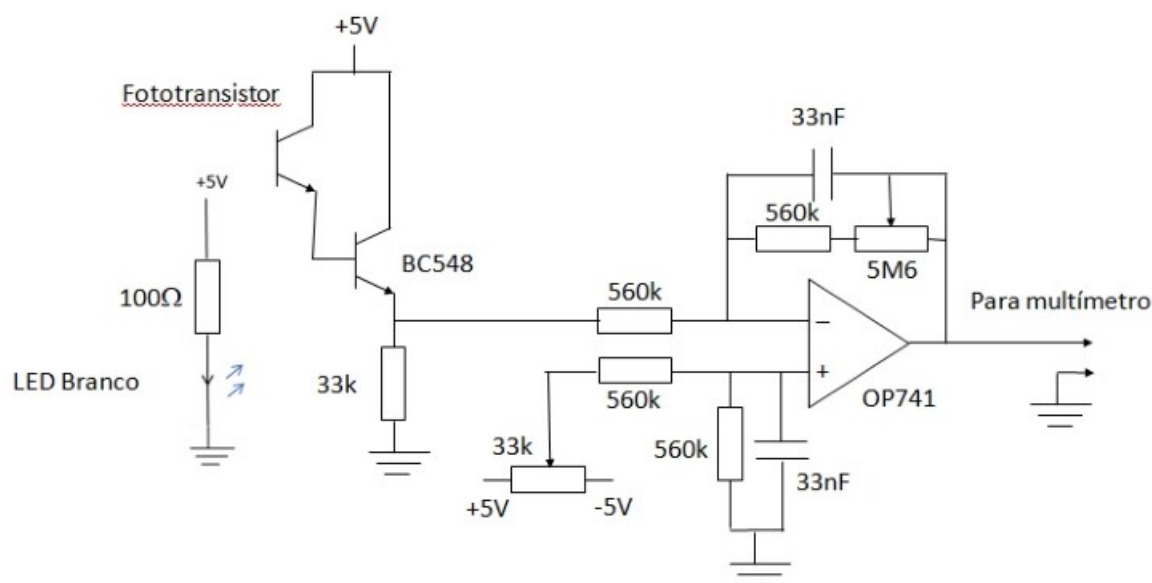 +5V
Fototransistor
33nF
+5V
560k
BC548
5M6
100Ω
560k
Para multímetro
−
LED Branco
33k
+
560k
OP741
33k
560k
33nF
+5V
-5V